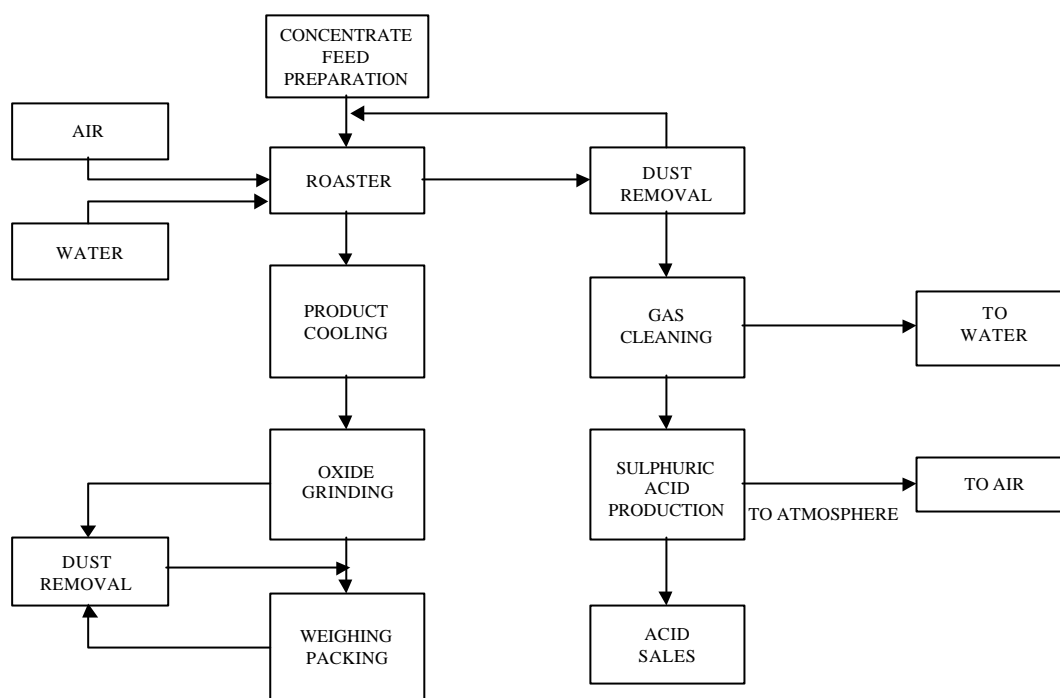 CONCENTRATE
FEED
PREPARATION
AIR
ROASTER
DUST
REMOVAL
WATER
PRODUCT
COOLING
GAS
CLEANING
TO
WATER
OXIDE
GRINDING
SULPHURIC
ACID
PRODUCTION
TO ATMOSPHERE
TO AIR
DUST
REMOVAL
WEIGHING
PACKING
ACID
SALES